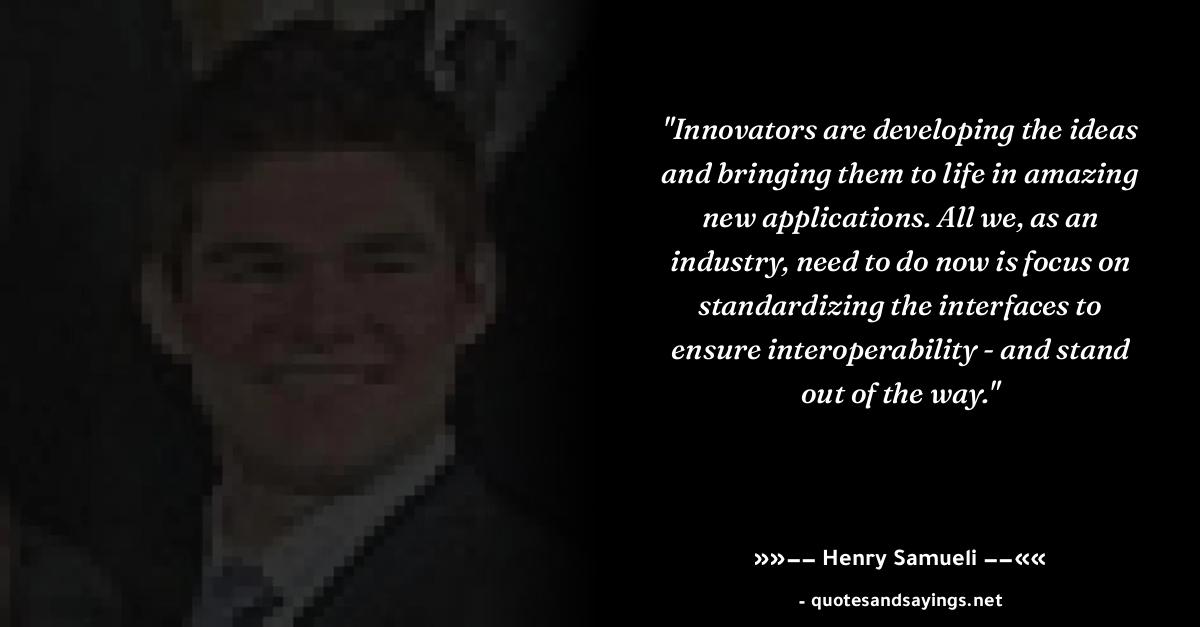 "Innovators are developing the ideas
and bringing them to life in amazing
new applications. All we, as an
industry, need to do now is focus on
standardizing the interfaces to
ensure interoperability - and stand
out of the way."
»»−− Henry Samueli −−««
- quotesandsayings.net